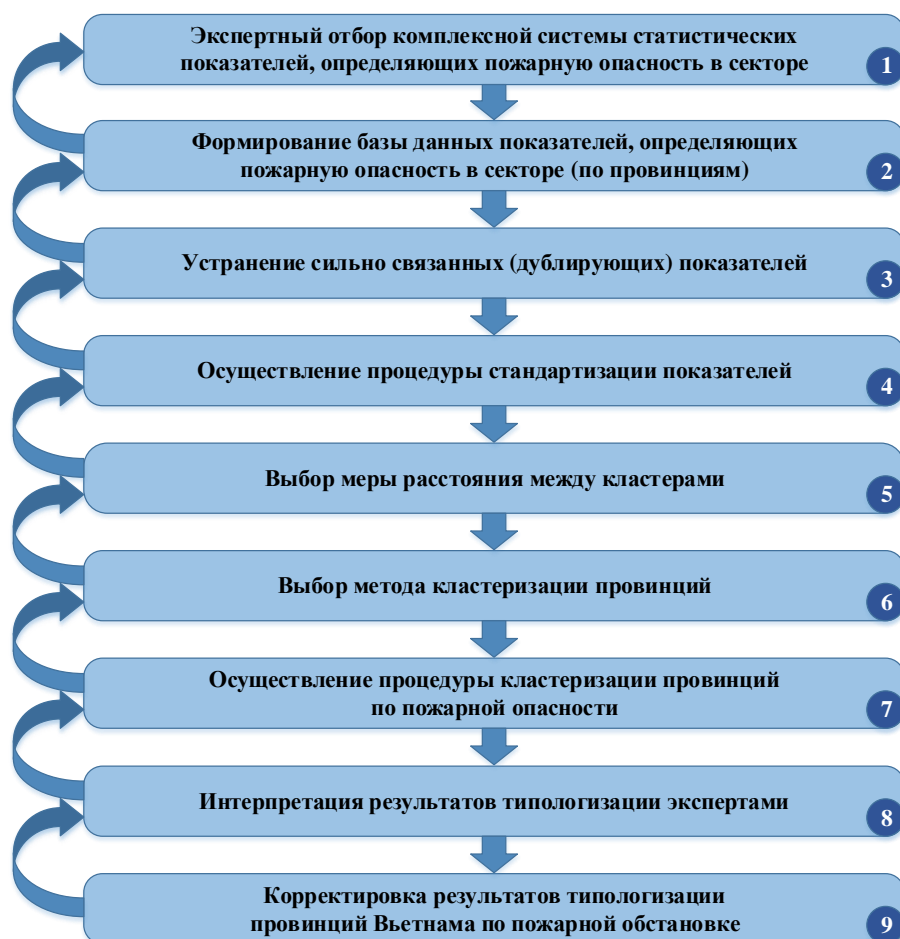 Экспертный отбор комплексной системы статистических
показателей, определяющих пожарную опасность в секторе
1
Формирование базы данных показателей, определяющих
пожарную опасность в секторе (по провинциям)
2
Устранение сильно связанных (дублирующих) показателей
3
Осуществление процедуры стандартизации показателей
4
Выбор меры расстояния между кластерами
5
Выбор метода кластеризации провинций
6
Осуществление процедуры кластеризации провинций
по пожарной опасности
7
Интерпретация результатов типологизации экспертами
8
Корректировка результатов типологизации
провинций Вьетнама по пожарной обстановке
9